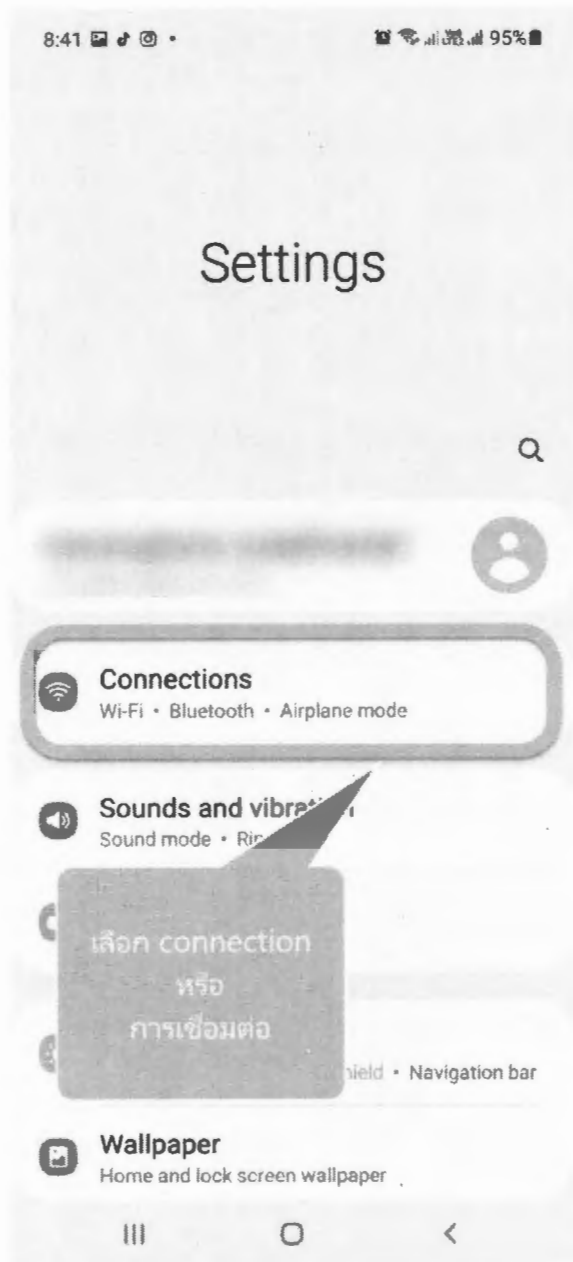 8:41
95%
Settings
Connections
Wi-Fi • Bluetooth • Airplane mode
Sounds and vibration
Sound mode •
เลือก connection
หรือ
การเชื่อมต่อ
• Navigation bar
Wallpaper
Home and lock screen wallpaper